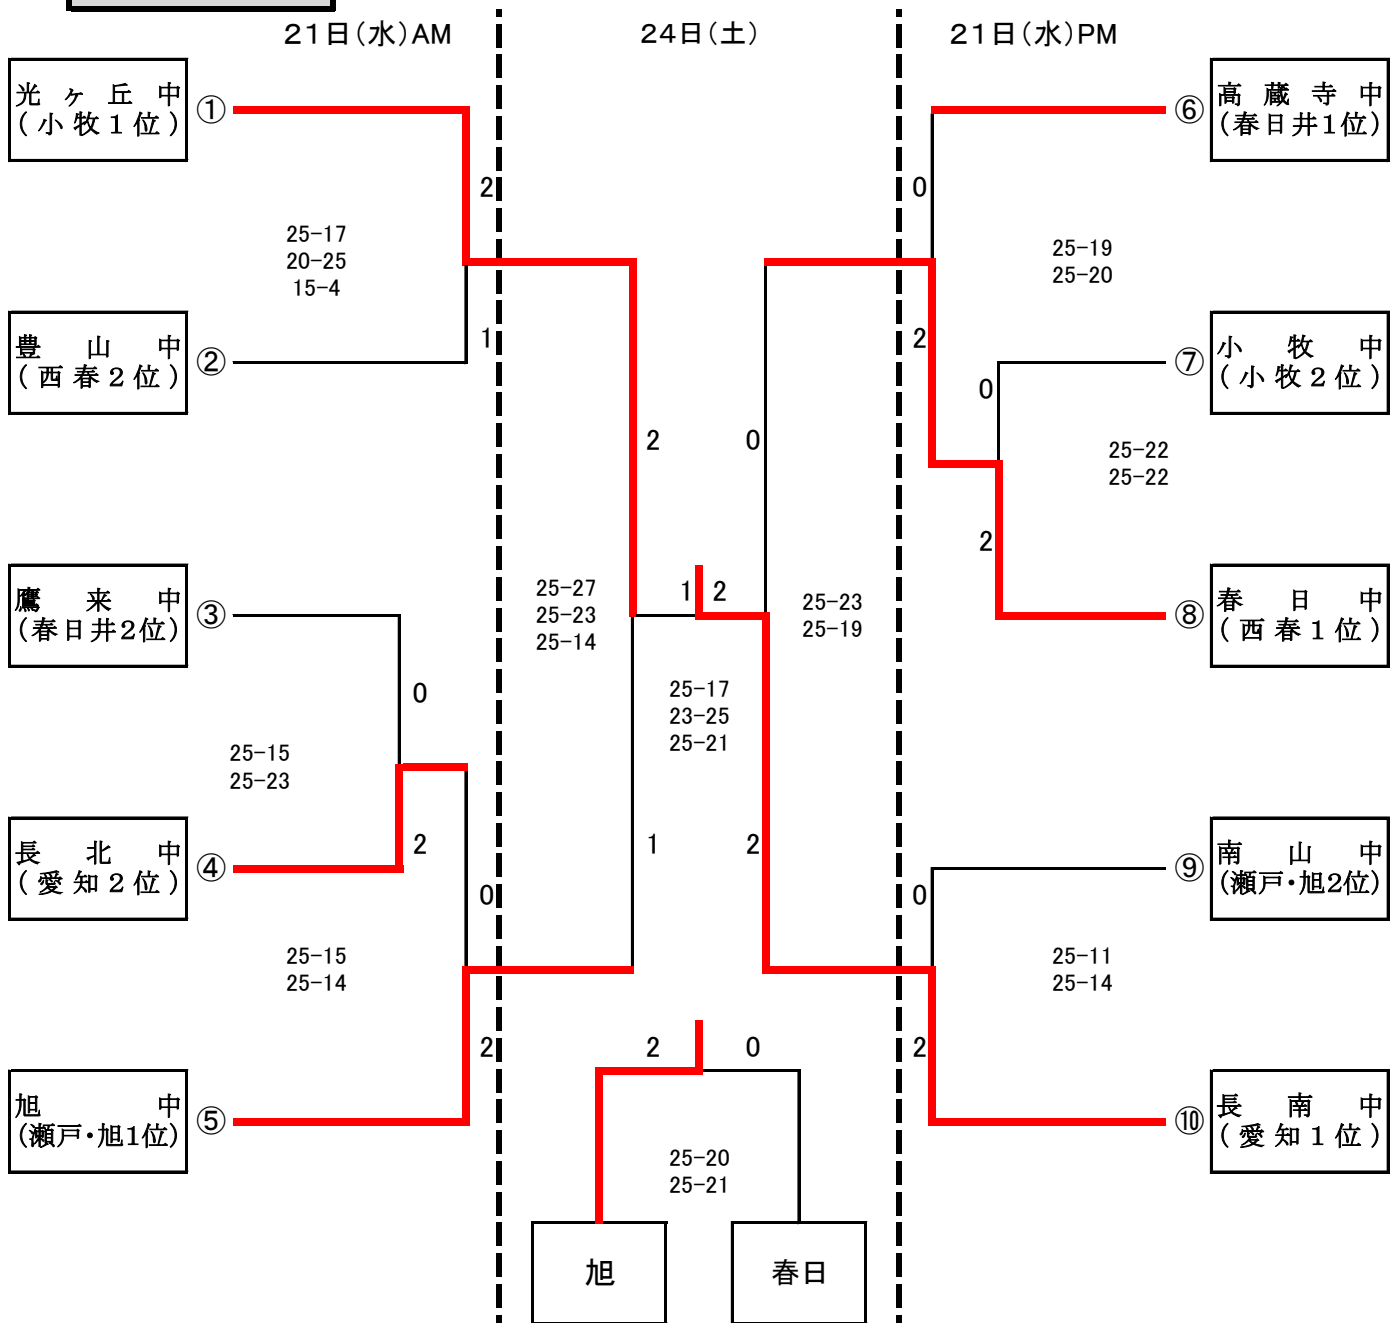 21日(水)AM
24日(土)
21日(水)PM
光ヶ丘中
(小牧1位)
①
2
25-17
20-25
15-4
1
豊山中
(西春2位)
②
鷹来中
(春日井2位)
③
0
25-15
25-23
2
長北中
(愛知2位)
④
0
25-15
25-14
2
旭中
(瀬戸・旭1位)
⑤
2
25-27
25-23
25-14
1
1
2
25-17
23-25
25-21
0
25-23
25-19
2
2
0
25-20
25-21
旭
春日
⑥
高蔵寺中
(春日井1位)
0
25-19
25-20
2
⑦
小牧中
(小牧2位)
0
25-22
25-22
2
⑧
春日中
(西春1位)
⑨
南山中
(瀬戸・旭2位)
0
25-11
25-14
2
⑩
長南中
(愛知1位)